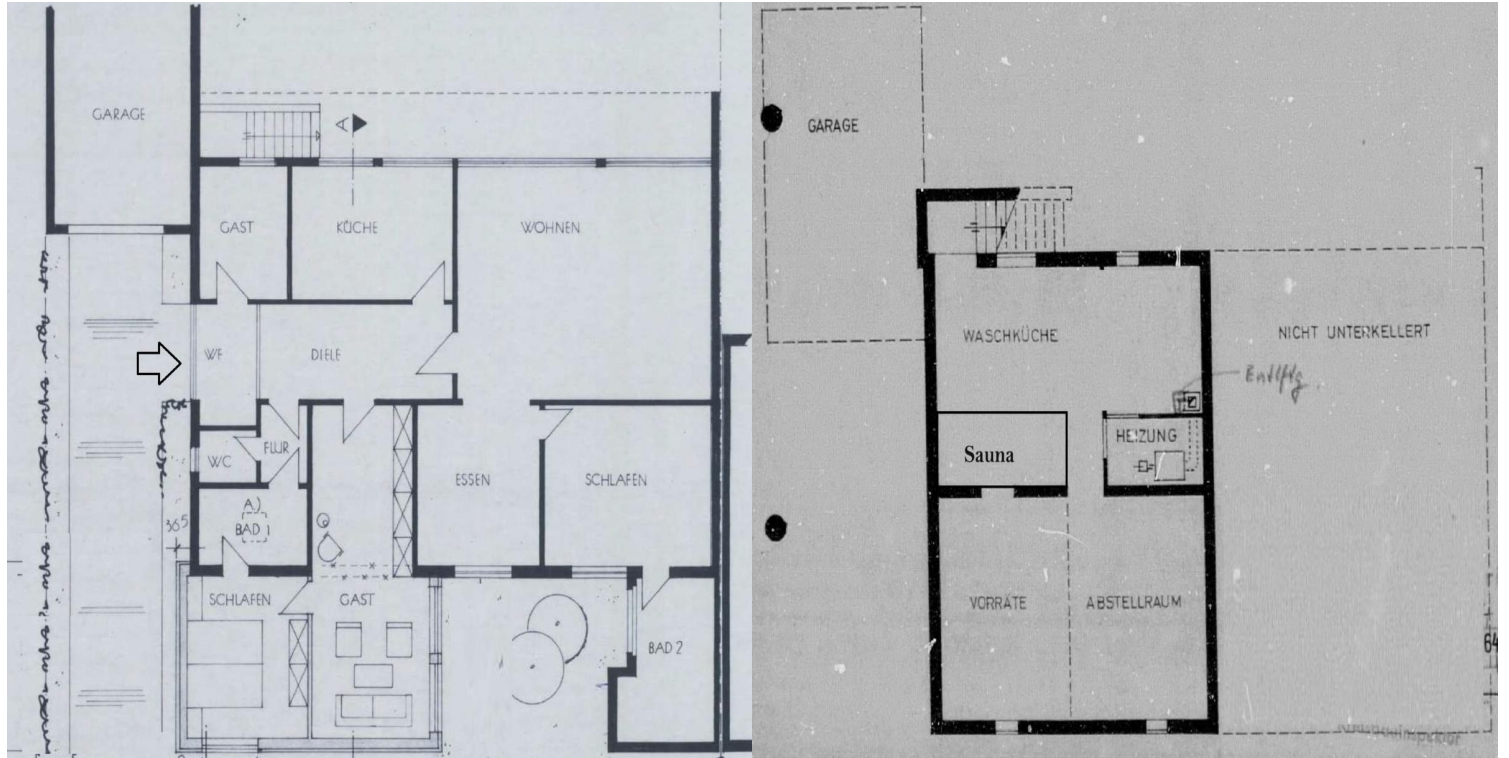 GARAGE
A
GAST
KÜCHE
WOHNEN
WF
DIELE
WC
FLUR
ESSEN
SCHLAFEN
A.)
BAD
365
SCHLAFEN
GAST
BAD 2
GARAGE
WASCHKÜCHE
NICHT UNTERKELLERT
HEIZUNG
Sauna
VORRÄTE
ABSTELLRAUM
64